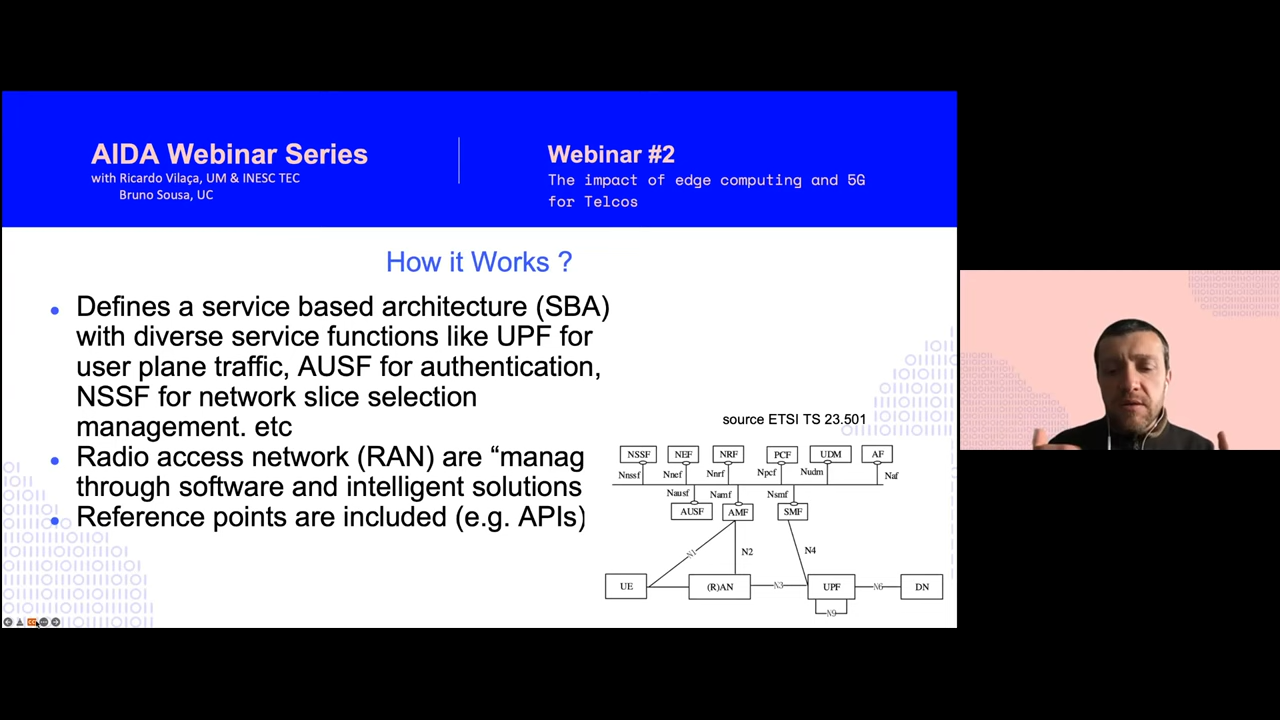 AIDA Webinar Series
with Ricardo Vilaça, UM & INESC TEC
Bruno Sousa, UC
Webinar #2
The impact of edge computing and 5G
for Telcos
How it Works ?
• Defines a service based architecture (SBA)
with diverse service functions like UPF for
user plane traffic, AUSF for authentication,
NSSF for network slice selection
management. etc
• Radio access network (RAN) are “manag
through software and intelligent solutions
• Reference points are included (e.g. APIs)
source ETSI TS 23.501
NSSF NEF NRF PCF UDM AF
Nnssf Nnef Nnrf Npcf Nudm Naf
Nausf Namf Nsmf
AUSF AMF SMF
N1 N2 N4
UE (R)AN N3 UPF N6 DN
N9